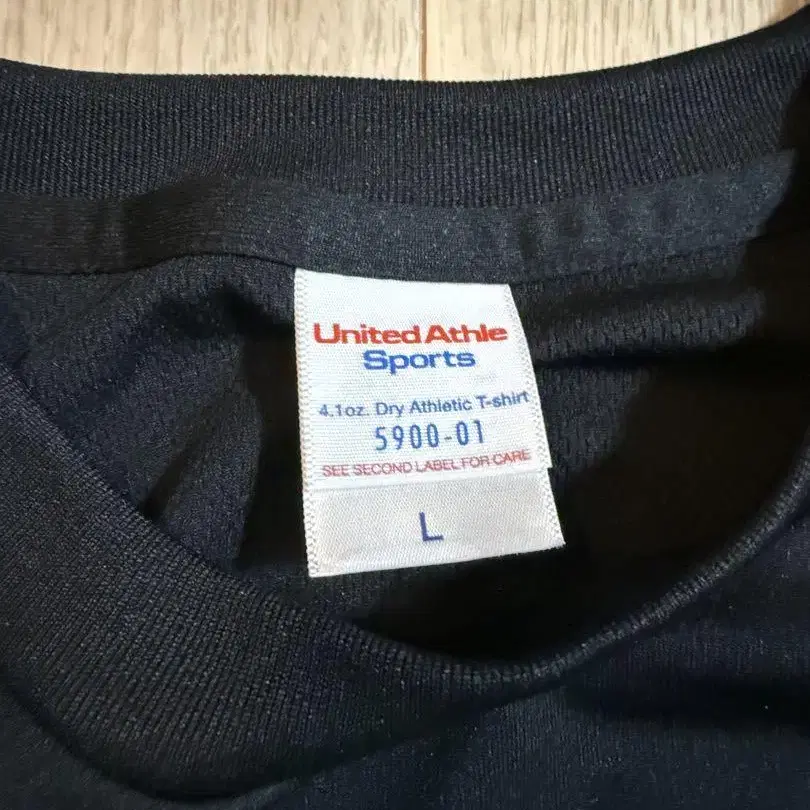 United Athle
Sports
4.1oz. Dry Athletic T-shirt
5900-01
SEE SECOND LABEL FOR CARE
L